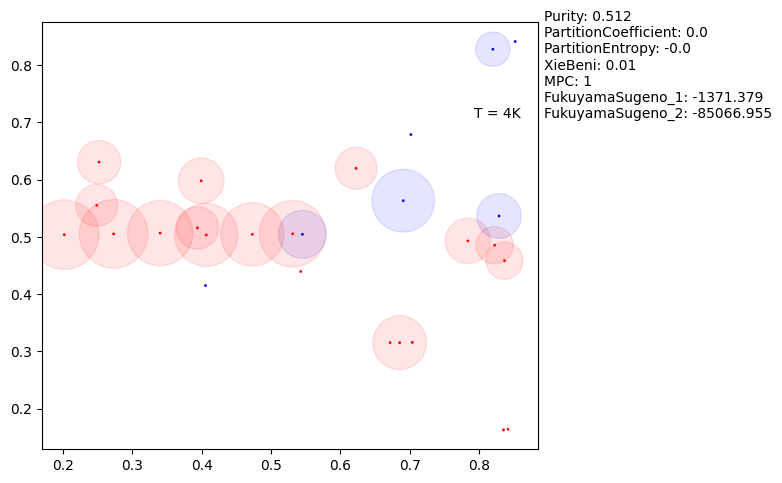 Purity: 0.512
PartitionCoefficient: 0.0
PartitionEntropy: -0.0
XieBeni: 0.01
MPC: 1
FukuyamaSugeno_1: -1371.379
FukuyamaSugeno_2: -85066.955
T = 4K
0.8
0.7
0.6
0.5
0.4
0.3
0.2
0.2 0.3 0.4 0.5 0.6 0.7 0.8